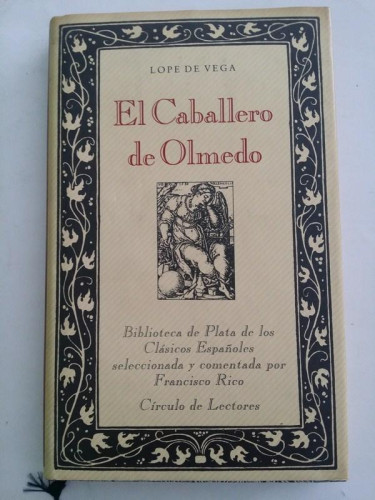 LOPE DE VEGA
El Caballero
de Olmedo
Biblioteca de Plata de los
Clásicos Españoles
seleccionada y comentada por
Francisco Rico
Círculo de Lectores